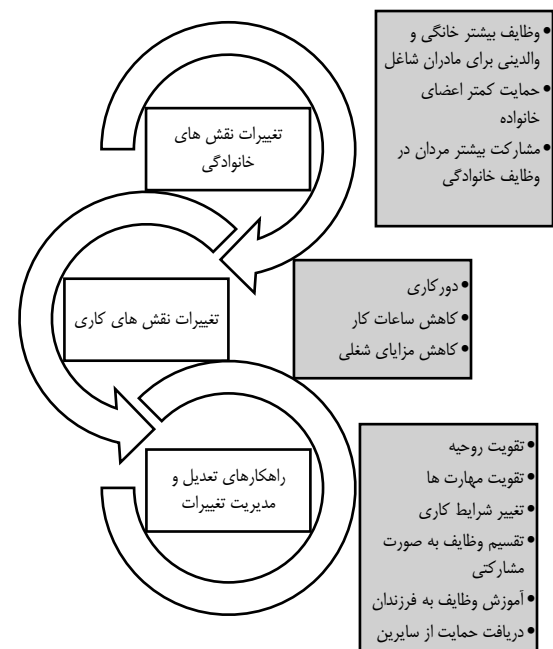 تغییرات نقش های
خانوادگی
• وظایف بیشتر خانگی و
والدینی برای مادران شاغل
• حمایت کمتر اعضای
خانواده
• مشارکت بیشتر مردان در
وظایف خانوادگی
تغییرات نقش های کاری
• دورکاری
• کاهش ساعات کار
• کاهش مزایای شغلی
راهکارهای تعدیل و
مدیریت تغییرات
• تقویت روحیه
• تقویت مهارت ها
• تغییر شرایط کاری
• تقسیم وظایف به صورت
مشارکتی
• آموزش وظایف به فرزندان
• دریافت حمایت از سایرین